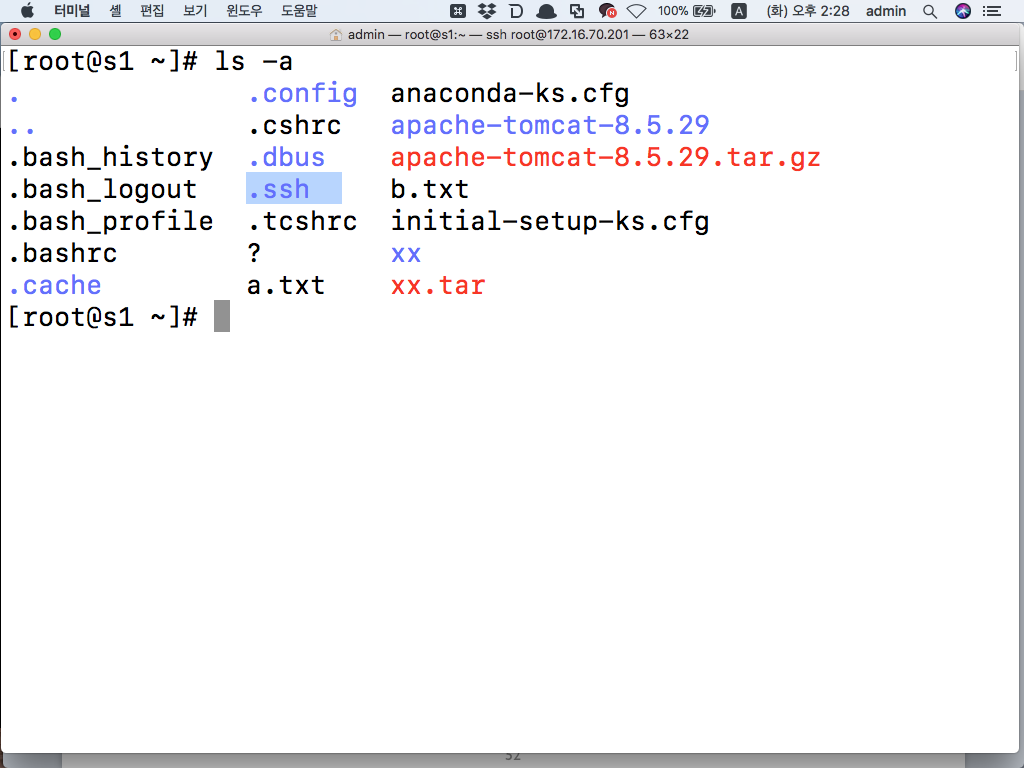 터미널 셸 편집 보기 윈도우 도움말 100% A (화) 오후 2:28 admin
admin — root@s1:~ — ssh root@172.16.70.201 — 63×22
[root@s1 ~]# ls -a
. .config anaconda-ks.cfg
.. .cshrc apache-tomcat-8.5.29
.bash_history .dbus apache-tomcat-8.5.29.tar.gz
.bash_logout .ssh b.txt
.bash_profile .tcshrc initial-setup-ks.cfg
.bashrc ? xx
.cache a.txt xx.tar
[root@s1 ~]#